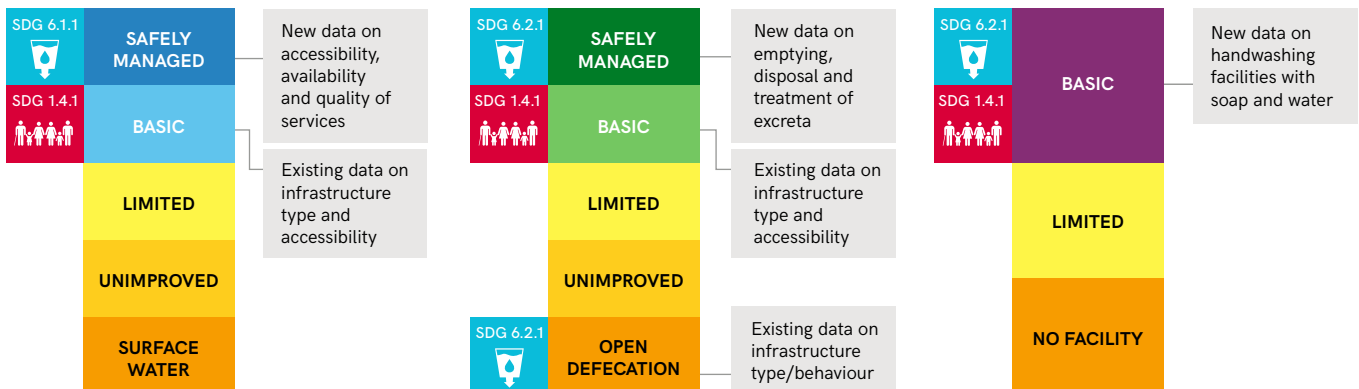 SDG 6.1.1
SAFELY
MANAGED
New data on
accessibility,
availability
and quality of
services
SDG 1.4.1
BASIC
Existing data on
infrastructure
type and
accessibility
LIMITED
UNIMPROVED
SURFACE
WATER
SDG 6.2.1
SAFELY
MANAGED
New data on
emptying,
disposal and
treatment of
excreta
SDG 1.4.1
BASIC
Existing data on
infrastructure
type and
accessibility
LIMITED
UNIMPROVED
SDG 6.2.1
OPEN
DEFECATION
Existing data on
infrastructure
type/behaviour
SDG 6.2.1
SDG 1.4.1
BASIC
New data on
handwashing
facilities with
soap and water
LIMITED
NO FACILITY